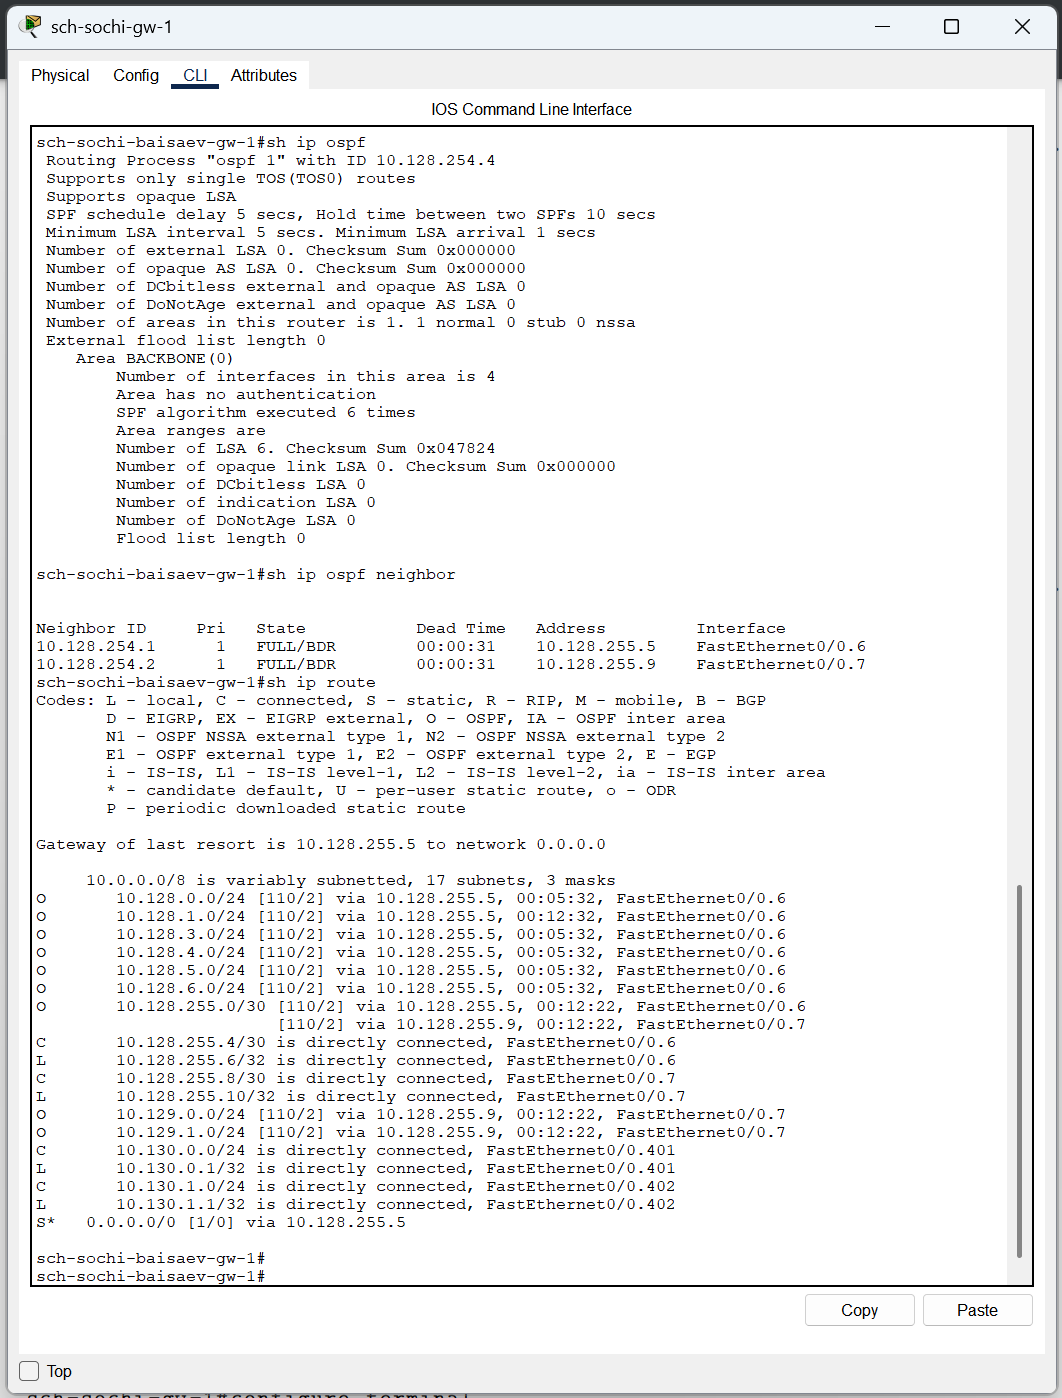 sch-sochi-gw-1
Physical Config CLI Attributes
IOS Command Line Interface
sch-sochi-baisaev-gw-1#sh ip ospf
Routing Process "ospf 1" with ID 10.128.254.4
Supports only single TOS(TOS0) routes
Supports opaque LSA
SPF schedule delay 5 secs, Hold time between two SPFs 10 secs
Minimum LSA interval 5 secs. Minimum LSA arrival 1 secs
Number of external LSA 0. Checksum Sum 0x000000
Number of opaque AS LSA 0. Checksum Sum 0x000000
Number of DCbitless external and opaque AS LSA 0
Number of DoNotAge external and opaque AS LSA 0
Number of areas in this router is 1. 1 normal 0 stub 0 nssa
External flood list length 0
Area BACKBONE(0)
Number of interfaces in this area is 4
Area has no authentication
SPF algorithm executed 6 times
Area ranges are
Number of LSA 6. Checksum Sum 0x047824
Number of opaque link LSA 0. Checksum Sum 0x000000
Number of DCbitless LSA 0
Number of indication LSA 0
Number of DoNotAge LSA 0
Flood list length 0
sch-sochi-baisaev-gw-1#sh ip ospf neighbor
Neighbor ID Pri State Dead Time Address Interface
10.128.254.1 1 FULL/BDR 00:00:31 10.128.255.5 FastEthernet0/0.6
10.128.254.2 1 FULL/BDR 00:00:31 10.128.255.9 FastEthernet0/0.7
sch-sochi-baisaev-gw-1#sh ip route
Codes: L - local, C - connected, S - static, R - RIP, M - mobile, B - BGP
D - EIGRP, EX - EIGRP external, O - OSPF, IA - OSPF inter area
N1 - OSPF NSSA external type 1, N2 - OSPF NSSA external type 2
E1 - OSPF external type 1, E2 - OSPF external type 2, E - EGP
i - IS-IS, L1 - IS-IS level-1, L2 - IS-IS level-2, ia - IS-IS inter area
* - candidate default, U - per-user static route, o - ODR
P - periodic downloaded static route
Gateway of last resort is 10.128.255.5 to network 0.0.0.0
10.0.0.0/8 is variably subnetted, 17 subnets, 3 masks
O 10.128.0.0/24 [110/2] via 10.128.255.5, 00:05:32, FastEthernet0/0.6
O 10.128.1.0/24 [110/2] via 10.128.255.5, 00:12:32, FastEthernet0/0.6
O 10.128.3.0/24 [110/2] via 10.128.255.5, 00:05:32, FastEthernet0/0.6
O 10.128.4.0/24 [110/2] via 10.128.255.5, 00:05:32, FastEthernet0/0.6
O 10.128.5.0/24 [110/2] via 10.128.255.5, 00:05:32, FastEthernet0/0.6
O 10.128.6.0/24 [110/2] via 10.128.255.5, 00:05:32, FastEthernet0/0.6
O 10.128.255.0/30 [110/2] via 10.128.255.5, 00:12:22, FastEthernet0/0.6
[110/2] via 10.128.255.9, 00:12:22, FastEthernet0/0.7
C 10.128.255.4/30 is directly connected, FastEthernet0/0.6
L 10.128.255.6/32 is directly connected, FastEthernet0/0.6
C 10.128.255.8/30 is directly connected, FastEthernet0/0.7
L 10.128.255.10/32 is directly connected, FastEthernet0/0.7
O 10.129.0.0/24 [110/2] via 10.128.255.9, 00:12:22, FastEthernet0/0.7
O 10.129.1.0/24 [110/2] via 10.128.255.9, 00:12:22, FastEthernet0/0.7
C 10.130.0.0/24 is directly connected, FastEthernet0/0.401
L 10.130.0.1/32 is directly connected, FastEthernet0/0.401
C 10.130.1.0/24 is directly connected, FastEthernet0/0.402
L 10.130.1.1/32 is directly connected, FastEthernet0/0.402
S* 0.0.0.0/0 [1/0] via 10.128.255.5
sch-sochi-baisaev-gw-1#
sch-sochi-baisaev-gw-1#
Copy Paste
Top